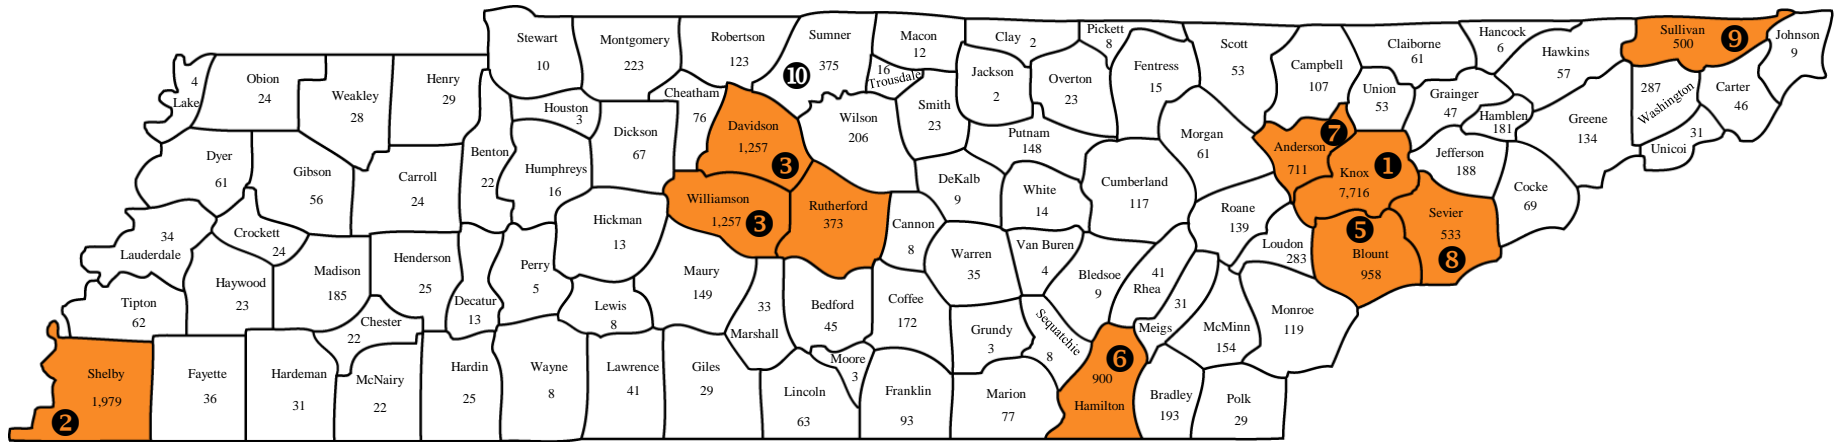 Stewart
10
Montgomery
223
Robertson
123
Sumner
375
10
Macon
12
16
Trousdale
Clay 2
Pickett
8
Jackson
2
Overton
23
Fentress
15
Scott
53
Campbell
107
Claiborne
61
Hancock
6
Hawkins
57
Sullivan
500
9
Johnson
9
Carter
46
287
Washington
31
Unicoi
Greene
134
Union
53
Grainger
47
Hamblen
181
Jefferson
188
Cocke
69
Sevier
533
8
Knox
7,716
1
Anderson
711
7
Blount
958
5
Loudon
283
Roane
139
Morgan
61
Cumberland
117
Putnam
148
White
14
DeKalb
9
Smith
23
Wilson
206
Davidson
1,257
3
Cheatham
76
Williamson
1,257
3
Rutherford
373
Cannon
8
Dickson
67
Houston
3
Humphreys
16
Hickman
13
Benton
22
Henry
29
Weakley
28
Obion
24
4
Lake
Dyer
61
Gibson
56
Carroll
24
Crockett
24
34
Lauderdale
Haywood
23
Madison
185
Henderson
25
Decatur
13
Perry
5
Lewis
8
Maury
149
33
Marshall
Bedford
45
Coffee
172
Warren
35
Van Buren
4
Bledsoe
9
41
Rhea
31
Meigs
McMinn
154
Monroe
119
Polk
29
Bradley
193
6
900
Hamilton
Sequatchie
8
Grundy
3
Marion
77
Franklin
93
Moore
3
Lincoln
63
Giles
29
Lawrence
41
Wayne
8
Hardin
25
Chester
22
McNairy
22
Hardeman
31
Fayette
36
Tipton
62
Shelby
1,979
2